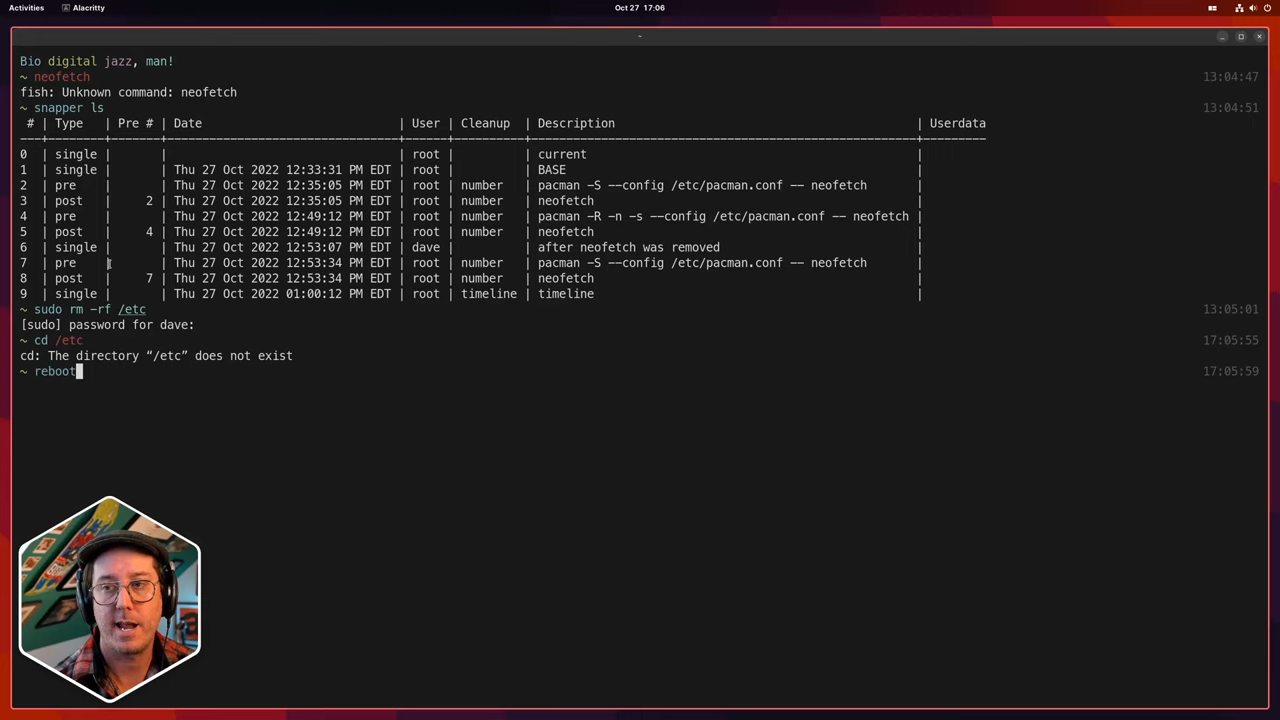 Activities Alacritty Oct 27 17:06
~
Bio digital jazz, man!
~ neofetch 13:04:47
fish: Unknown command: neofetch
~ snapper ls 13:04:51
# | Type | Pre # | Date | User | Cleanup | Description | Userdata
0 | single | | | root | | current |
1 | single | | Thu 27 Oct 2022 12:33:31 PM EDT | root | | BASE |
2 | pre | | Thu 27 Oct 2022 12:35:05 PM EDT | root | number | pacman -S --config /etc/pacman.conf -- neofetch |
3 | post | 2 | Thu 27 Oct 2022 12:35:05 PM EDT | root | number | neofetch |
4 | pre | | Thu 27 Oct 2022 12:49:12 PM EDT | root | number | pacman -R -n -s --config /etc/pacman.conf -- neofetch |
5 | post | 4 | Thu 27 Oct 2022 12:49:12 PM EDT | root | number | neofetch |
6 | single | | Thu 27 Oct 2022 12:53:07 PM EDT | dave | | after neofetch was removed |
7 | pre | | Thu 27 Oct 2022 12:53:34 PM EDT | root | number | pacman -S --config /etc/pacman.conf -- neofetch |
8 | post | 7 | Thu 27 Oct 2022 12:53:34 PM EDT | root | number | neofetch |
9 | single | | Thu 27 Oct 2022 01:00:12 PM EDT | root | timeline | timeline |
~ sudo rm -rf /etc 13:05:01
[sudo] password for dave:
~ cd /etc 17:05:55
cd: The directory “/etc” does not exist
~ reboot 17:05:59